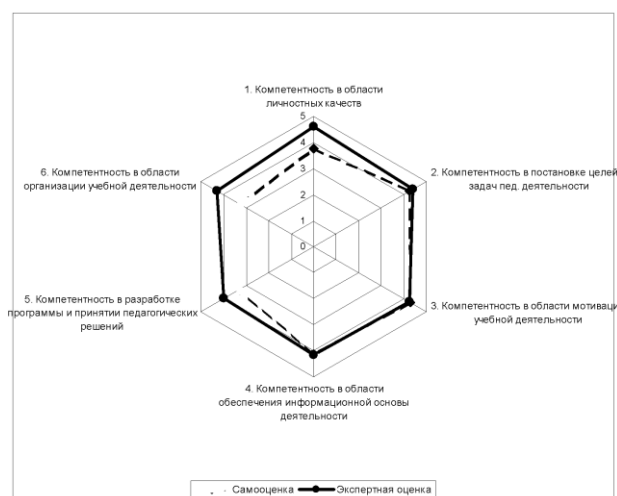 1. Компетентность в области
личностных качеств
5
4
3
2
1
0
6. Компетентность в области
организации учебной деятельности
2. Компетентность в постановке целей
задач пед. деятельности
5. Компетентность в разработке
программы и принятии педагогических
решений
3. Компетентность в области мотиваци
учебной деятельности
4. Компетентность в области
обеспечения информационной основы
деятельности
Самооценка
Экспертная оценка